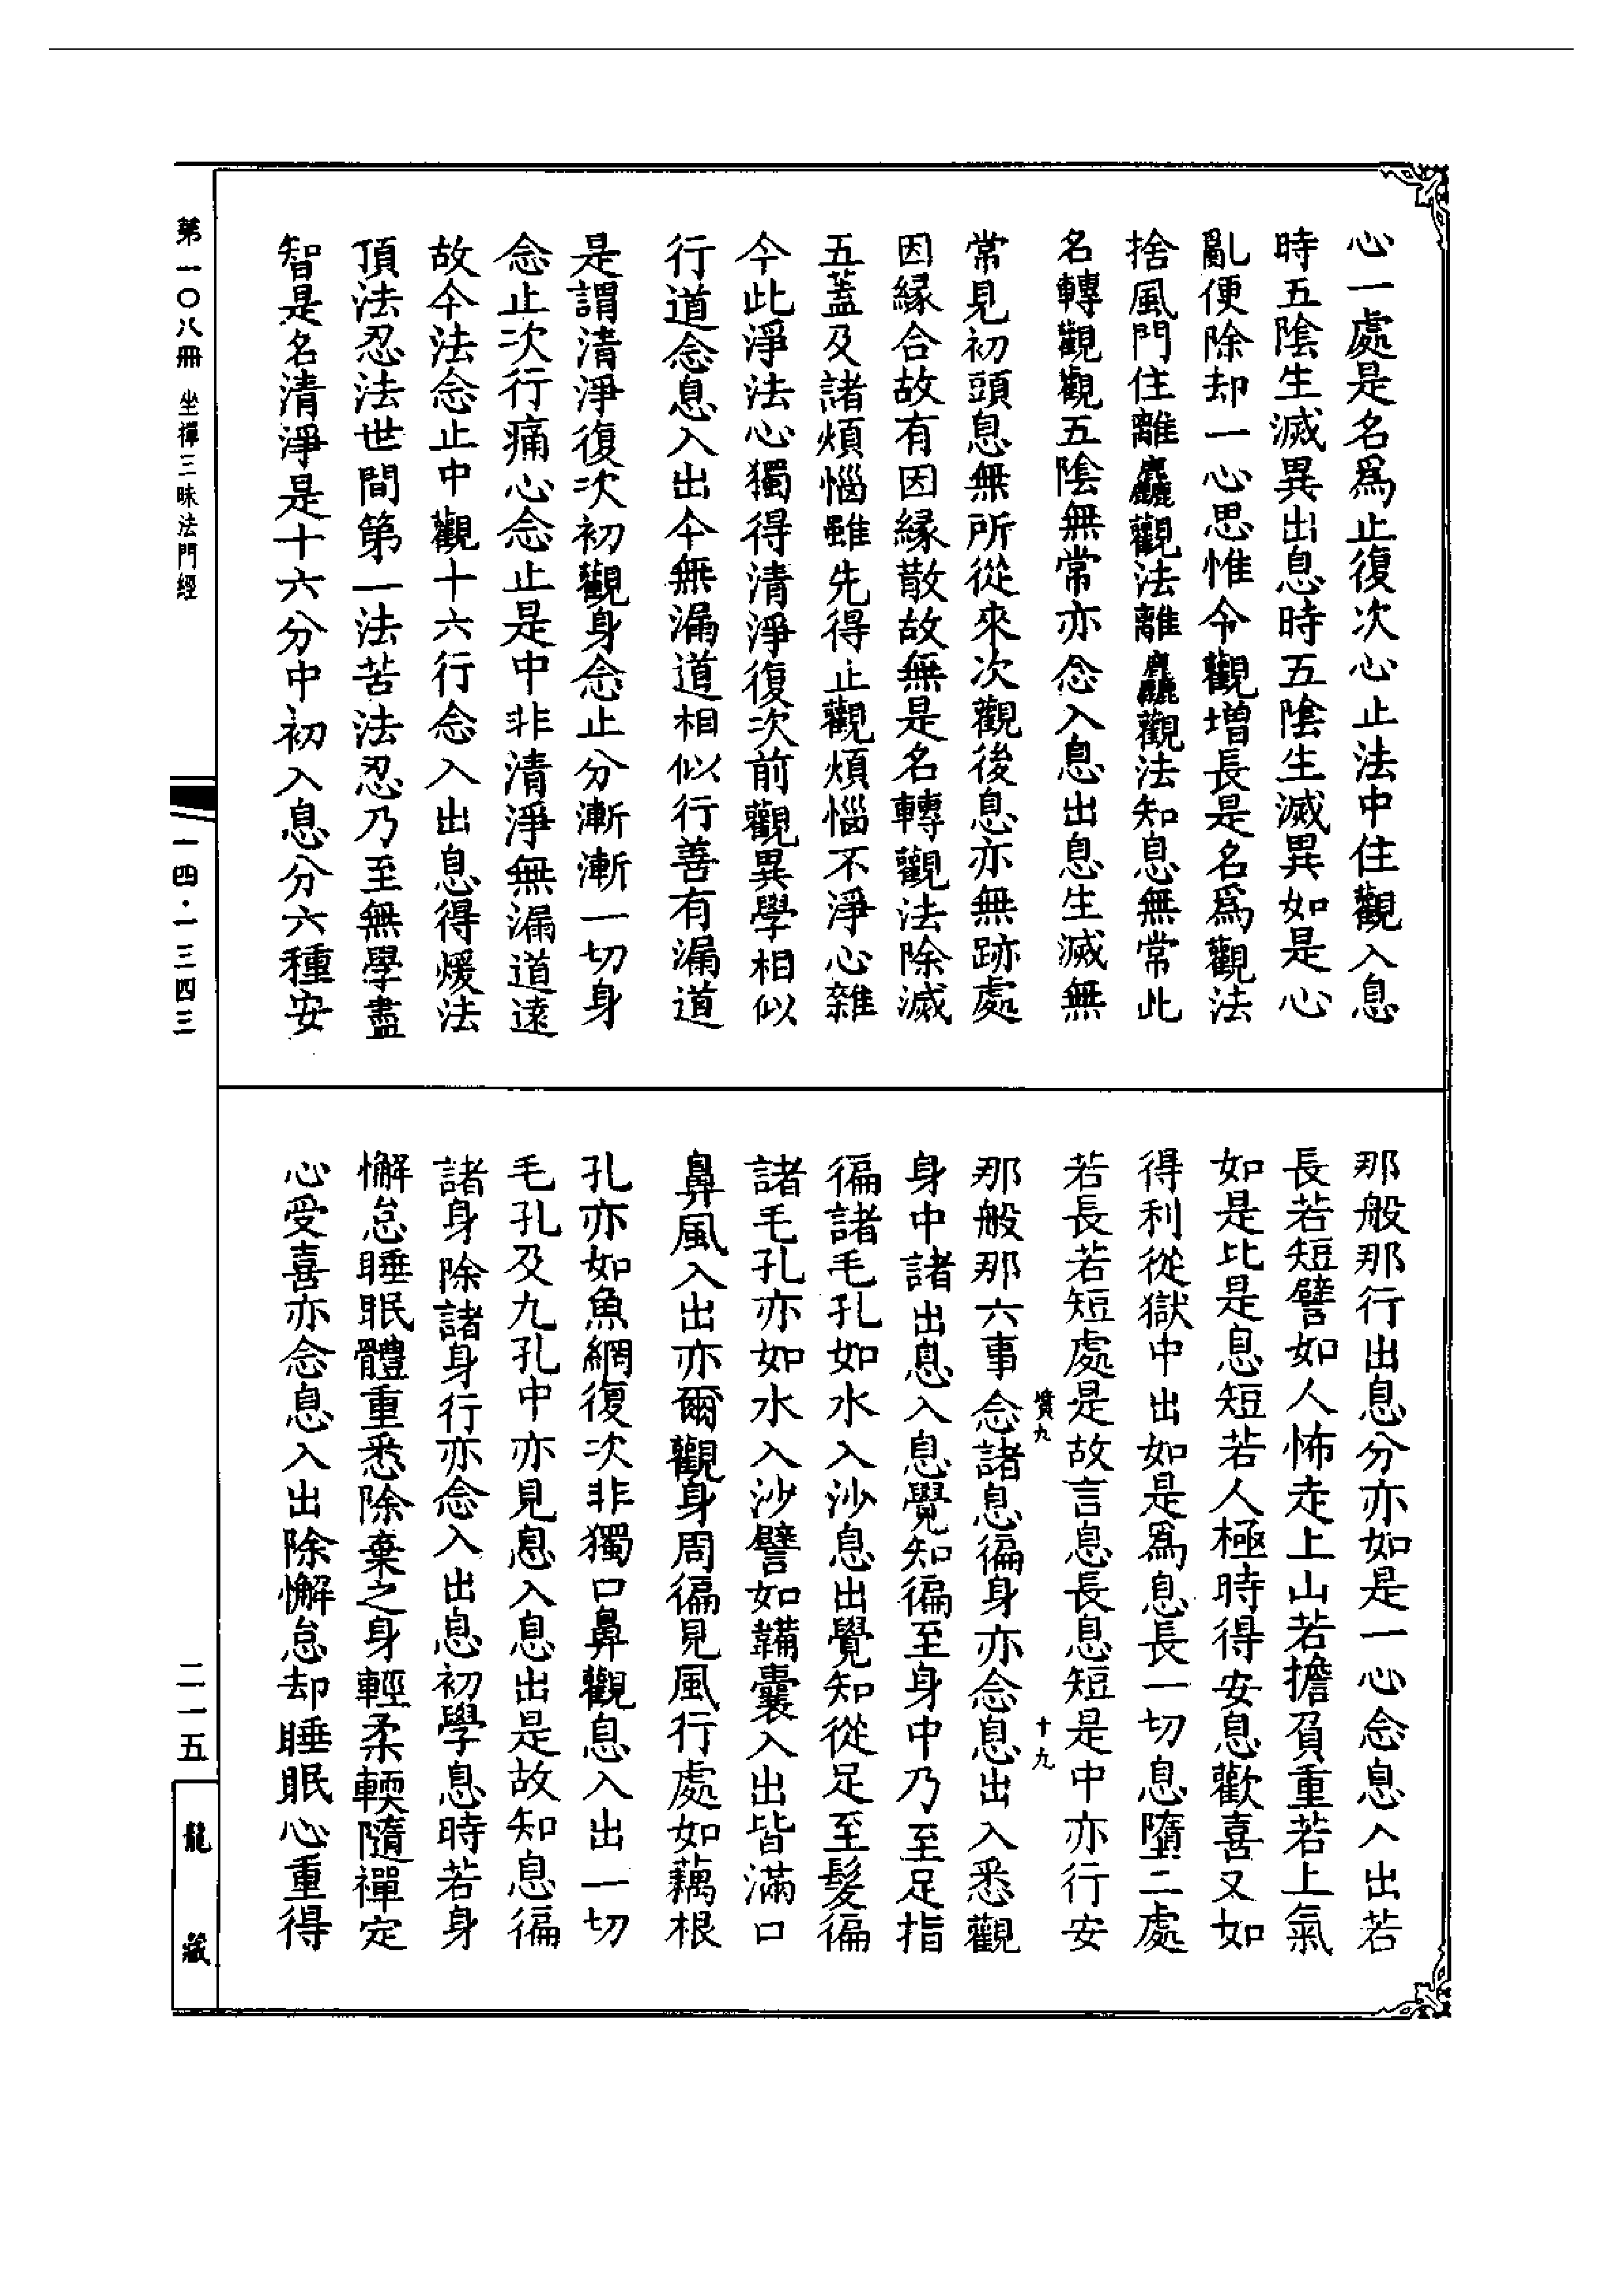 心一處是名爲止復次心止法中住觀入息
時五陰生滅異出息時五陰生滅異如是心
亂便除却一心思惟令觀增長是名爲觀法
捨風門住離麤觀法離麤觀法知息無常此
名轉觀觀五陰無常亦念入息出息生滅無
常見初頭息無所從來次觀後息亦無跡處
因緣合故有因緣散故無是名轉觀法除滅
五蓋及諸煩惱雖先得止觀煩惱不淨心雜
今此淨法心獨得清淨復次前觀異學相似
行道念息入出今無漏道相似行善有漏道
是謂清淨復次初觀身念止分漸漸一切身
念止次行痛心念止是中非清淨無漏道遠
故今法念止中觀十六行念入出息得煖法
頂法忍法世間第一法苦法忍乃至無學盡
智是名清淨是十六分中初入息分六種安
那般那行出息分亦如是一心念息入出若
長若短譬如人怖走上山若擔負重若上氣
如是比是息短若人極時得安息歡喜又如
得利從獄中出如是爲息長一切息墮二處
若長若短處是故言息長息短是中亦行安
墳九 十九
那般那六事念諸息徧身亦念息出入悉觀
身中諸出息入息覺知徧至身中乃至足指
徧諸毛孔如水入沙息出覺知從足至髮徧
諸毛孔亦如水入沙譬如韛囊入出皆滿口
鼻風入出亦爾觀身周徧見風行處如藕根
孔亦如魚網復次非獨口鼻觀息入出一切
毛孔及九孔中亦見息入息出是故知息徧
諸身除諸身行亦念入出息初學息時若身
懈怠睡眠體重悉除棄之身輕柔輭隨禪定
心受喜亦念息入出除懈怠却睡眠心重得
第一〇八冊 坐禪三昧法門經
一四·一三四三
二一五
龍藏